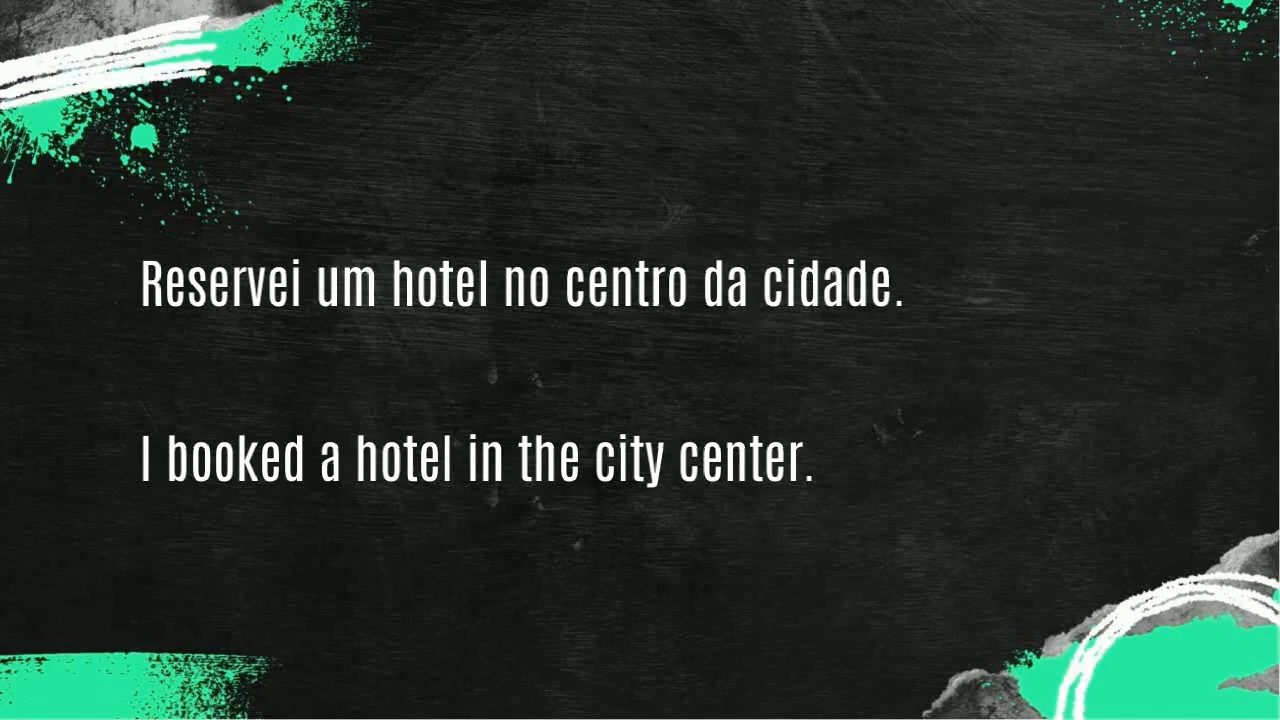 Reservei um hotel no centro da cidade.
I booked a hotel in the city center.